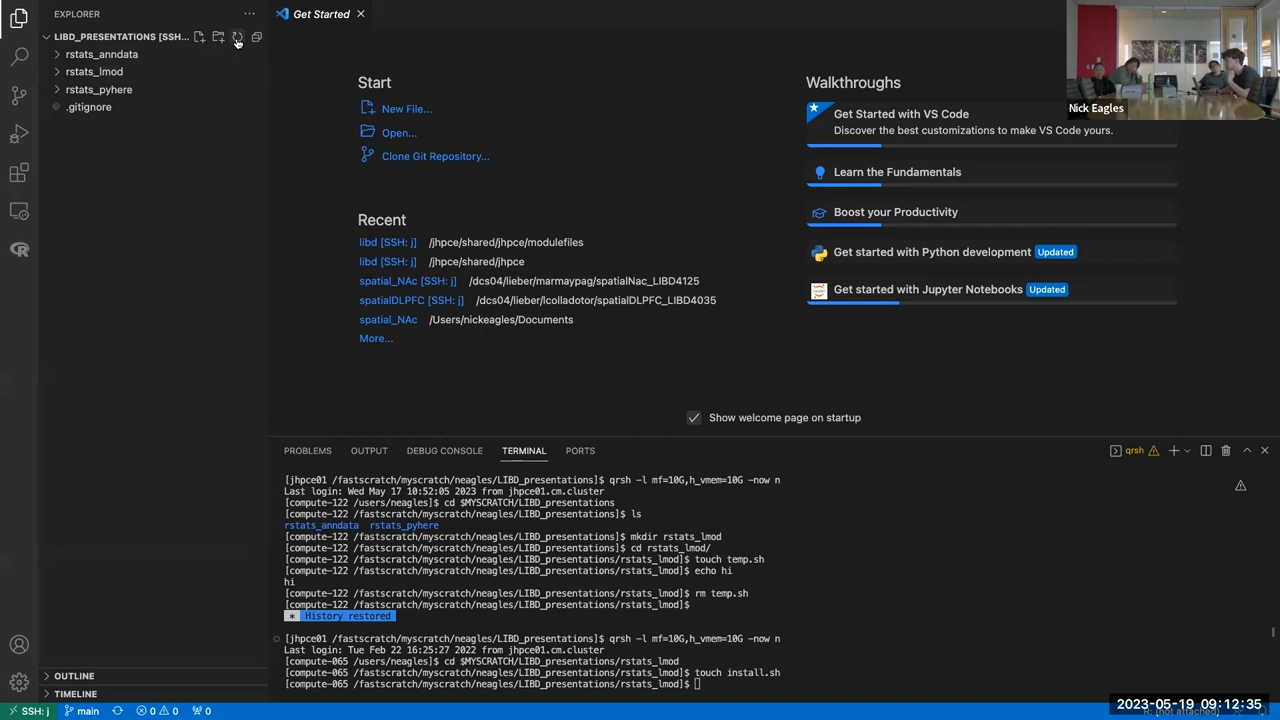 EXPLORER
LIBD_PRESENTATIONS [SSH...
rstats_anndata
rstats_lmod
rstats_pyhere
.gitignore
OUTLINE
TIMELINE
Get Started
Start
New File...
Open...
Clone Git Repository...
Recent
libd [SSH: j] /jhpce/shared/jhpce/modulefiles
libd [SSH: j] /jhpce/shared/jhpce
spatial_NAc [SSH: j] /dcs04/lieber/marmaypag/spatialNac_LIBD4125
spatialDLPFC [SSH: j] /dcs04/lieber/lcolladotor/spatialDLPFC_LIBD4035
spatial_NAc /Users/nickeagles/Documents
More...
Walkthroughs
Get Started with VS Code
Discover the best customizations to make VS Code yours.
Learn the Fundamentals
Boost your Productivity
Get started with Python development Updated
Get started with Jupyter Notebooks Updated
Show welcome page on startup
Nick Eagles
PROBLEMS OUTPUT DEBUG CONSOLE TERMINAL PORTS
qrsh
[jhpce01 /fastscratch/myscratch/neagles/LIBD_presentations]$ qrsh -l mf=10G,h_vmem=10G -now n
Last login: Wed May 17 10:52:05 2023 from jhpce01.cm.cluster
[compute-122 /users/neagles]$ cd $MYSCRATCH/LIBD_presentations
[compute-122 /fastscratch/myscratch/neagles/LIBD_presentations]$ ls
rstats_anndata rstats_pyhere
[compute-122 /fastscratch/myscratch/neagles/LIBD_presentations]$ mkdir rstats_lmod
[compute-122 /fastscratch/myscratch/neagles/LIBD_presentations]$ cd rstats_lmod/
[compute-122 /fastscratch/myscratch/neagles/LIBD_presentations/rstats_lmod]$ touch temp.sh
[compute-122 /fastscratch/myscratch/neagles/LIBD_presentations/rstats_lmod]$ echo hi
hi
[compute-122 /fastscratch/myscratch/neagles/LIBD_presentations/rstats_lmod]$ rm temp.sh
[compute-122 /fastscratch/myscratch/neagles/LIBD_presentations/rstats_lmod]$
* History restored
[jhpce01 /fastscratch/myscratch/neagles/LIBD_presentations/rstats_lmod]$ qrsh -l mf=10G,h_vmem=10G -now n
Last login: Tue Feb 22 16:25:27 2022 from jhpce01.cm.cluster
[compute-065 /users/neagles]$ cd $MYSCRATCH/LIBD_presentations/rstats_lmod
[compute-065 /fastscratch/myscratch/neagles/LIBD_presentations/rstats_lmod]$ touch install.sh
[compute-065 /fastscratch/myscratch/neagles/LIBD_presentations/rstats_lmod]$
SSH: j main 0 0 0
2023-05-19 09:12:35